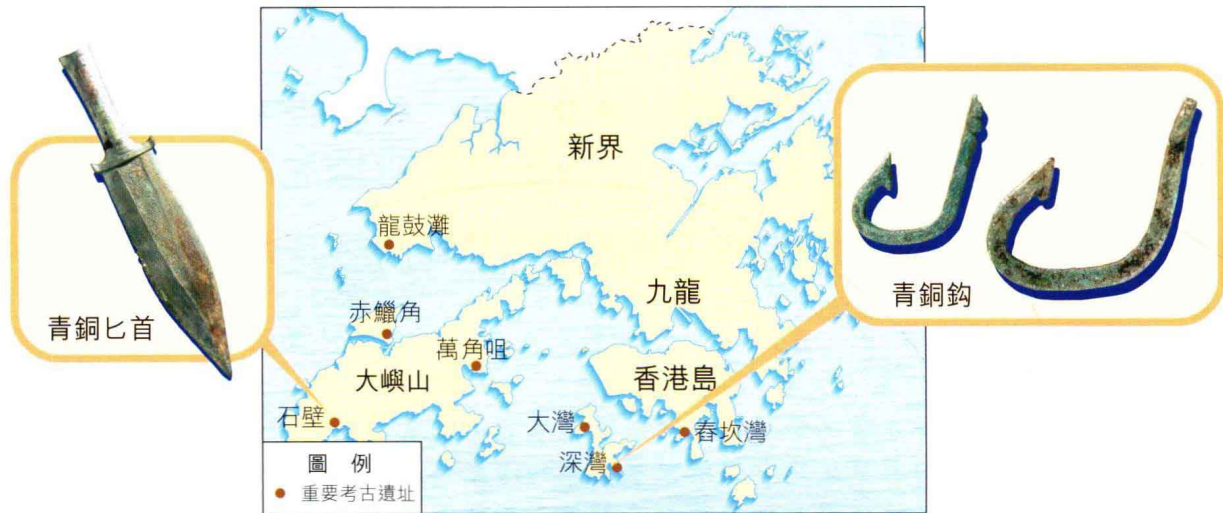 新界
龍鼓灘
九龍
青銅鈎
青銅匕首
赤鱲角
萬角咀
大嶼山
香港島
石壁
大灣
舂坎灣
深灣
圖 例
重要考古遺址